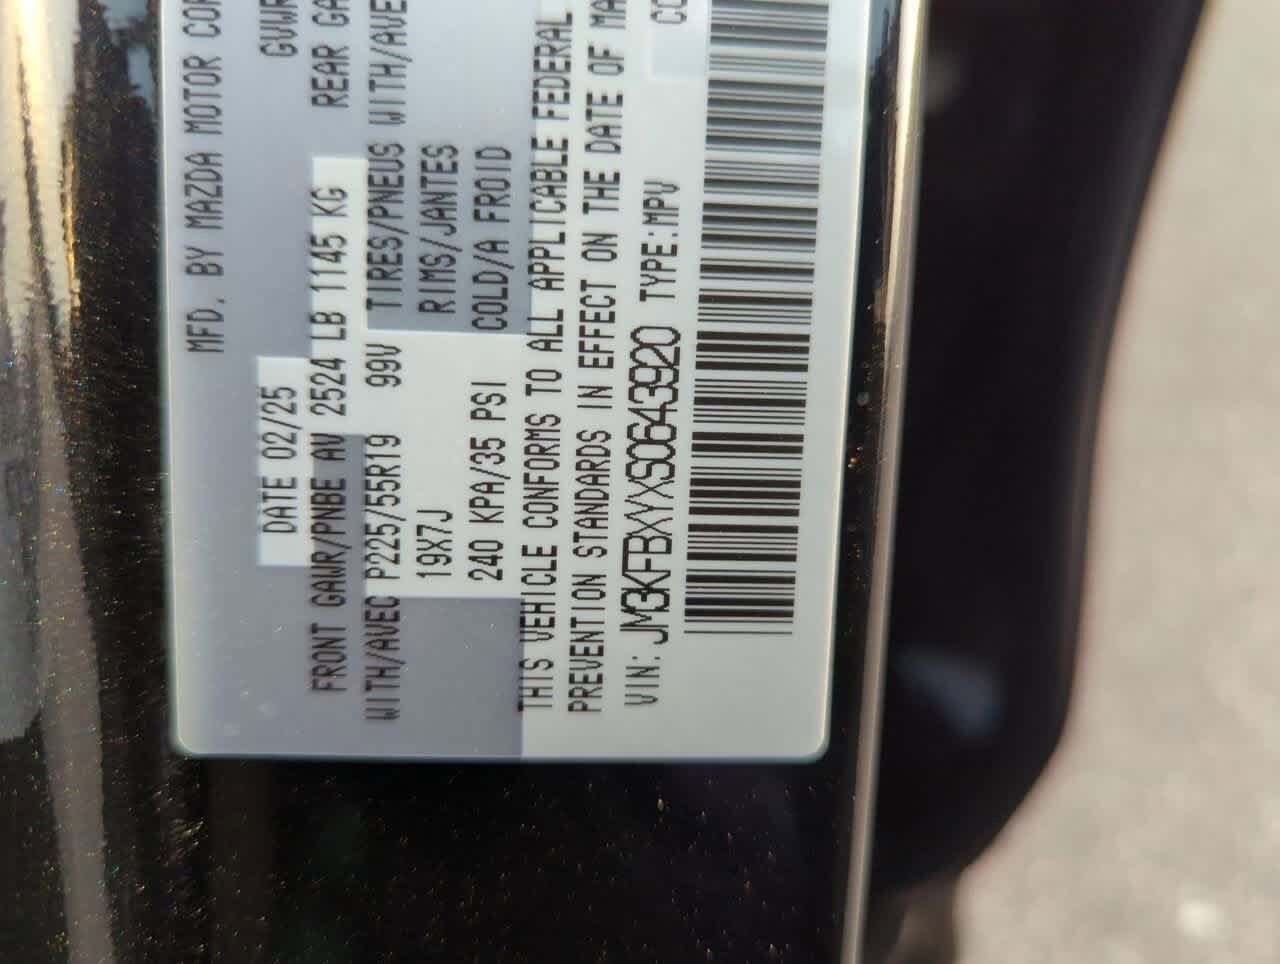 MFD. BY MAZDA MOTOR COR
DATE 02/25 GVWR
FRONT GAWR/PNBE AV 2524 LB 1145 KG REAR GA
WITH/AVEC P225/55R19 99V TIRES/PNEUS WITH/AVE
19X7J RIMS/JANTES
240 KPA/35 PSI COLD/A FROID
THIS VEHICLE CONFORMS TO ALL APPLICABLE FEDERAL
PREVENTION STANDARDS IN EFFECT ON THE DATE OF MA
VIN: JM3KFBXYXS0643920 TYPE:MPV CO